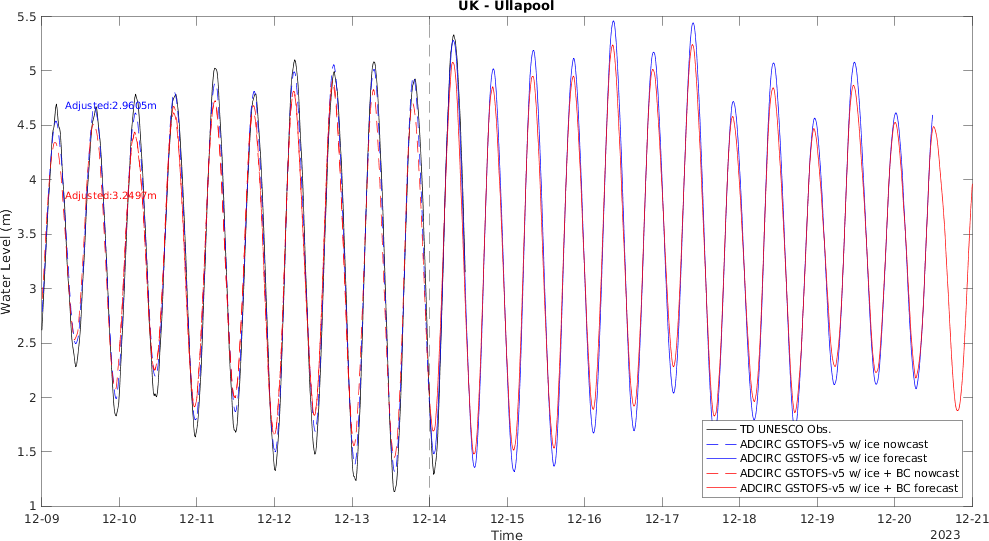 UK - Ullapool
5.5
5
4.5
4
3.5
3
2.5
2
1.5
1
Water Level (m)
Adjusted:2.9605m
Adjusted:3.2497m
TD UNESCO Obs.
ADCIRC GSTOFS-v5 w/ ice nowcast
ADCIRC GSTOFS-v5 w/ ice forecast
ADCIRC GSTOFS-v5 w/ ice + BC nowcast
ADCIRC GSTOFS-v5 w/ ice + BC forecast
12-09 12-10 12-11 12-12 12-13 12-14 12-15 12-16 12-17 12-18 12-19 12-20 12-21
Time
2023